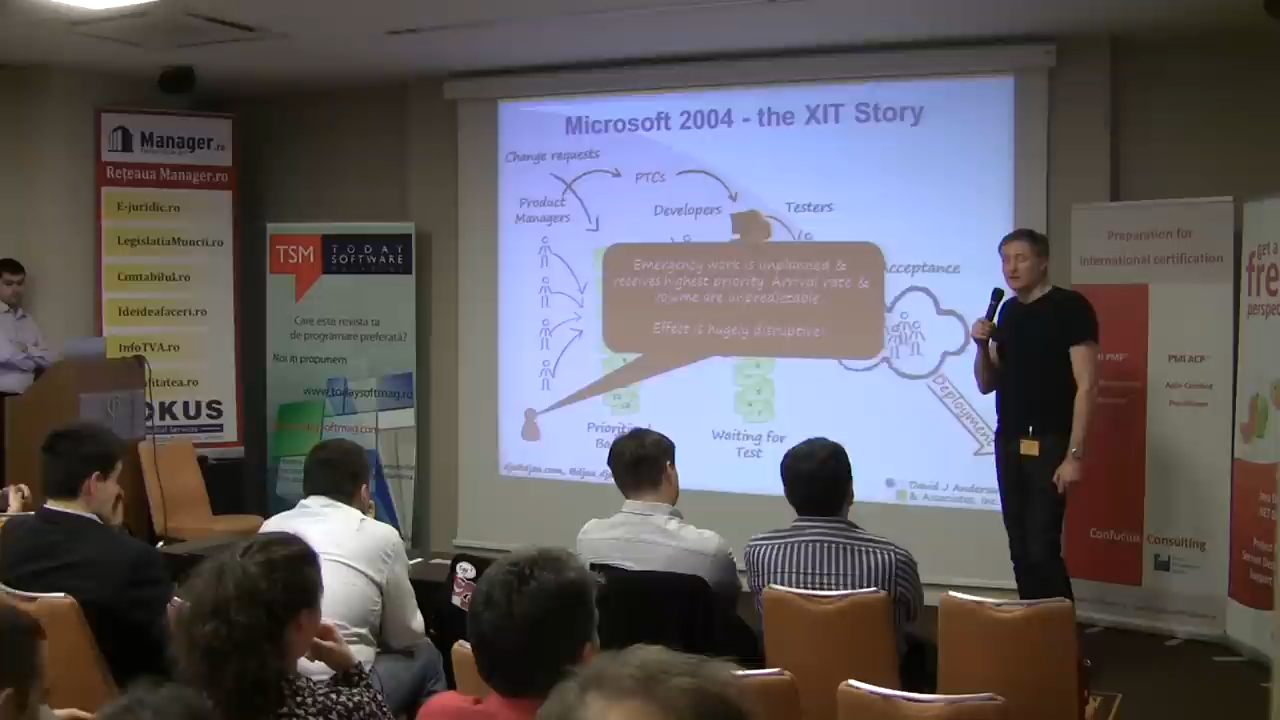 Manager.ro
Rețeaua Manager.ro
E-juridic.ro
LegislatiaMuncii.ro
Contabilul.ro
Ideideafaceri.ro
InfoTVA.ro
TSM
TODAY
SOFTWARE
Care este revista ta
de programare preferată?
Noi îți propunem
www.todaysoftmag.ro
Microsoft 2004 - the XIT Story
Change requests
PTCs
Product
Managers
Developers
Testers
Emergency work is unplanned &
receives highest priority. Arrival rate &
volume are unpredictable
Effect is hugely disruptive!
Acceptance
Deployment
Waiting for
Test
David J Anderson
& Associates, Inc.
Preparation for
international certification
PMI PMP
PMI ACP
Agile Certified
Practitioner
Confucius Consulting
get a